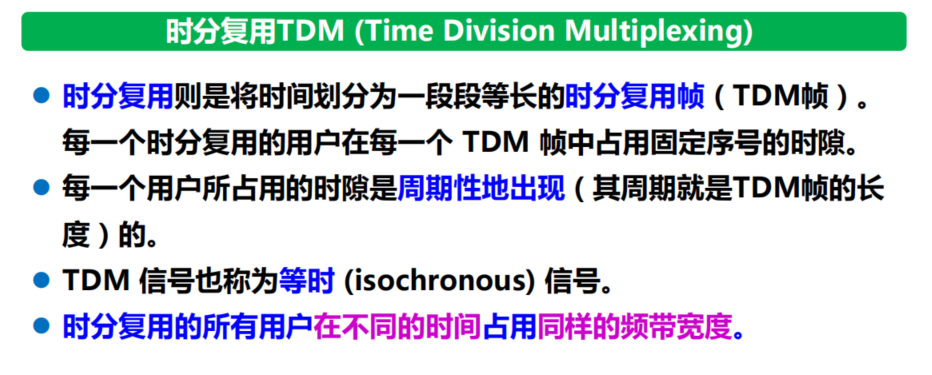 时分复用TDM (Time Division Multiplexing)
时分复用则是将时间划分为一段段等长的时分复用帧（TDM帧）。
每一个时分复用的用户在每一个 TDM 帧中占用固定序号的时隙。
每一个用户所占用的时隙是周期性地出现（其周期就是TDM帧的长
度）的。
TDM 信号也称为等时 (isochronous) 信号。
时分复用的所有用户在不同的时间占用同样的频带宽度。